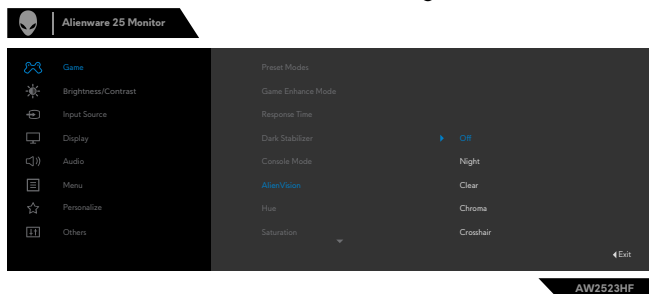 Alienware 25 Monitor
Game
Preset Modes
Brightness/Contrast
Game Enhance Mode
Input Source
Response Time
Display
Dark Stabilizer
Off
Audio
Console Mode
Night
Menu
AlienVision
Clear
Personalize
Hue
Chroma
Others
Saturation
Crosshair
Exit
AW2523HF